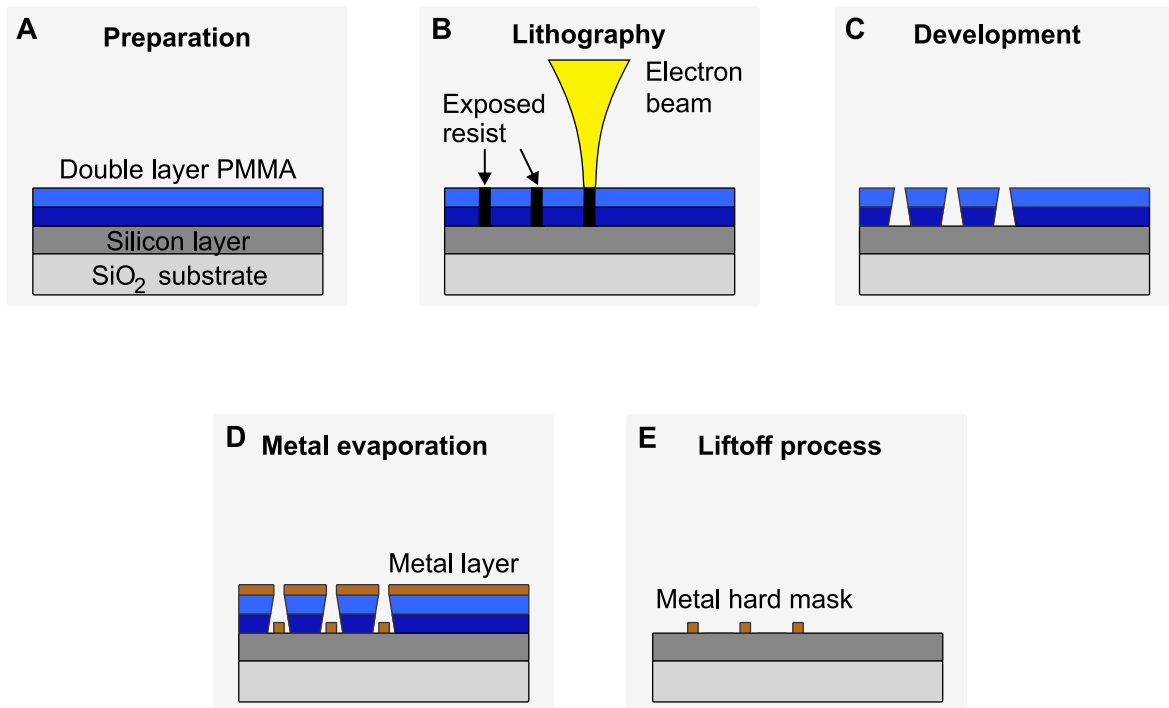 A
Preparation
Double layer PMMA
Silicon layer
SiO2 substrate
B
Lithography
Electron
beam
Exposed
resist
C
Development
D
Metal evaporation
Metal layer
E
Liftoff process
Metal hard mask